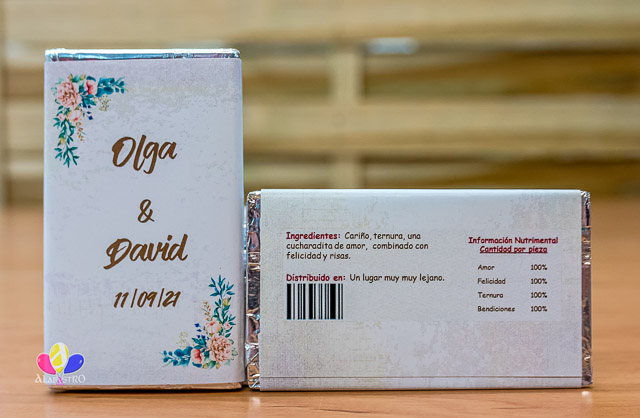 Olga
&
David
11/09/21
ALABASTRO
Ingredientes: Cariño, ternura, una
cucharadita de amor, combinado con
felicidad y risas.
Distribuido en: Un lugar muy muy lejano.
Información Nutrimental
Cantidad por pieza
Amor 100%
Felicidad 100%
Ternura 100%
Bendiciones 100%